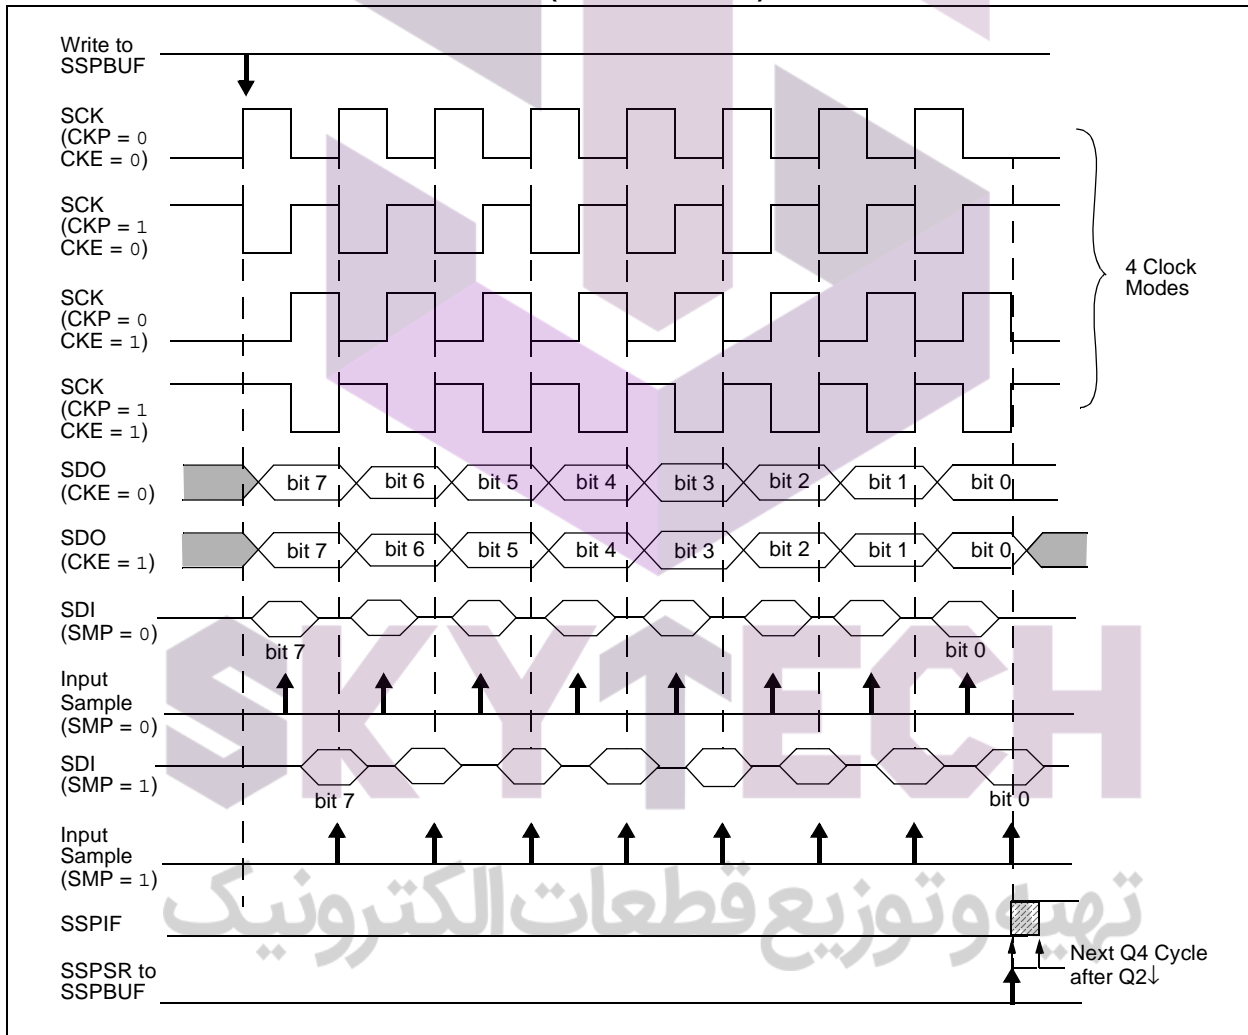 Write to
SSPBUF
SCK
(CKP = 0
CKE = 0)
SCK
(CKP = 1
CKE = 0)
4 Clock
Modes
SCK
(CKP = 0
CKE = 1)
SCK
(CKP = 1
CKE = 1)
SDO
(CKE = 0)
bit 7 bit 6 bit 5 bit 4 bit 3 bit 2 bit 1 bit 0
SDO
(CKE = 1)
bit 7 bit 6 bit 5 bit 4 bit 3 bit 2 bit 1 bit 0
SDI
(SMP = 0)
bit 7 bit 0
SKYTECH
Input
Sample
(SMP = 0)
SDI
(SMP = 1)
bit 7 bit 0
Input
Sample
(SMP = 1)
تهیه و توزیع قطعات الکترونیک
SSPIF
Next Q4 Cycle
after Q2↓
SSPSR to
SSPBUF